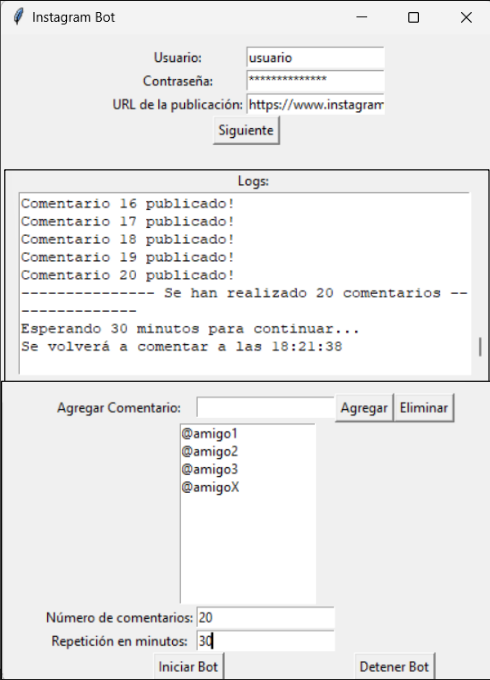 Instagram Bot
Usuario: usuario
Contraseña: **************
URL de la publicación: https://www.instagram
Siguiente
Logs:
Comentario 16 publicado!
Comentario 17 publicado!
Comentario 18 publicado!
Comentario 19 publicado!
Comentario 20 publicado!
--------------- Se han realizado 20 comentarios --
-------------
Esperando 30 minutos para continuar...
Se volverá a comentar a las 18:21:38
Agregar Comentario: Agregar Eliminar
@amigo1
@amigo2
@amigo3
@amigoX
Número de comentarios: 20
Repetición en minutos: 30
Iniciar Bot Detener Bot